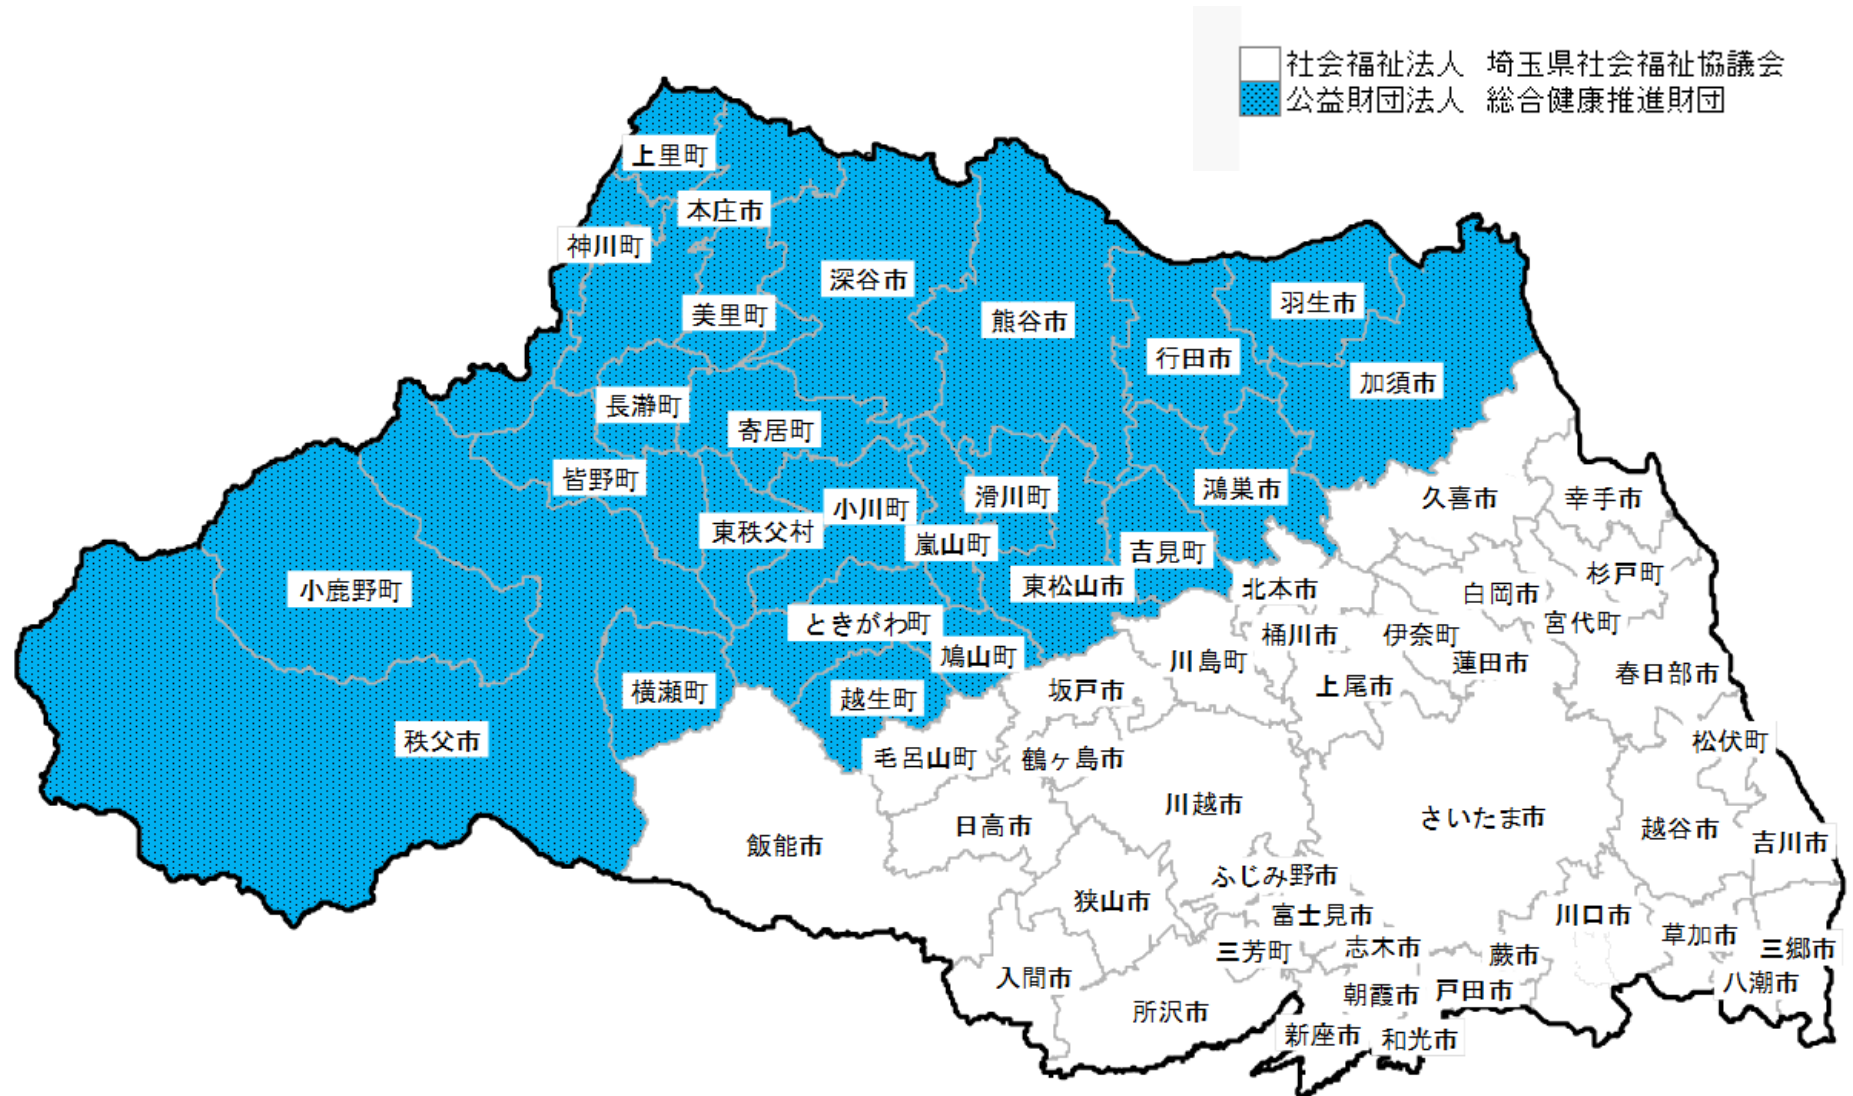 社会福祉法人 埼玉県社会福祉協議会
公益財団法人 総合健康推進財団
上里町
本庄市
神川町
深谷市
羽生市
美里町
熊谷市
行田市
加須市
長瀞町
寄居町
皆野町
鴻巣市
滑川町
久喜市
幸手市
小川町
東秩父村
嵐山町
吉見町
杉戸町
小鹿野町
東松山市
北本市
白岡市
ときがわ町
宮代町
桶川市
伊奈町
鳩山町
川島町
蓮田市
春日部市
横瀬町
越生町
坂戸市
上尾市
秩父市
松伏町
毛呂山町
鶴ヶ島市
川越市
さいたま市
日高市
越谷市
飯能市
吉川市
ふじみ野市
狭山市
富士見市
川口市
草加市
三芳町
志木市
蕨市
三郷市
入間市
八潮市
朝霞市
戸田市
所沢市
新座市
和光市